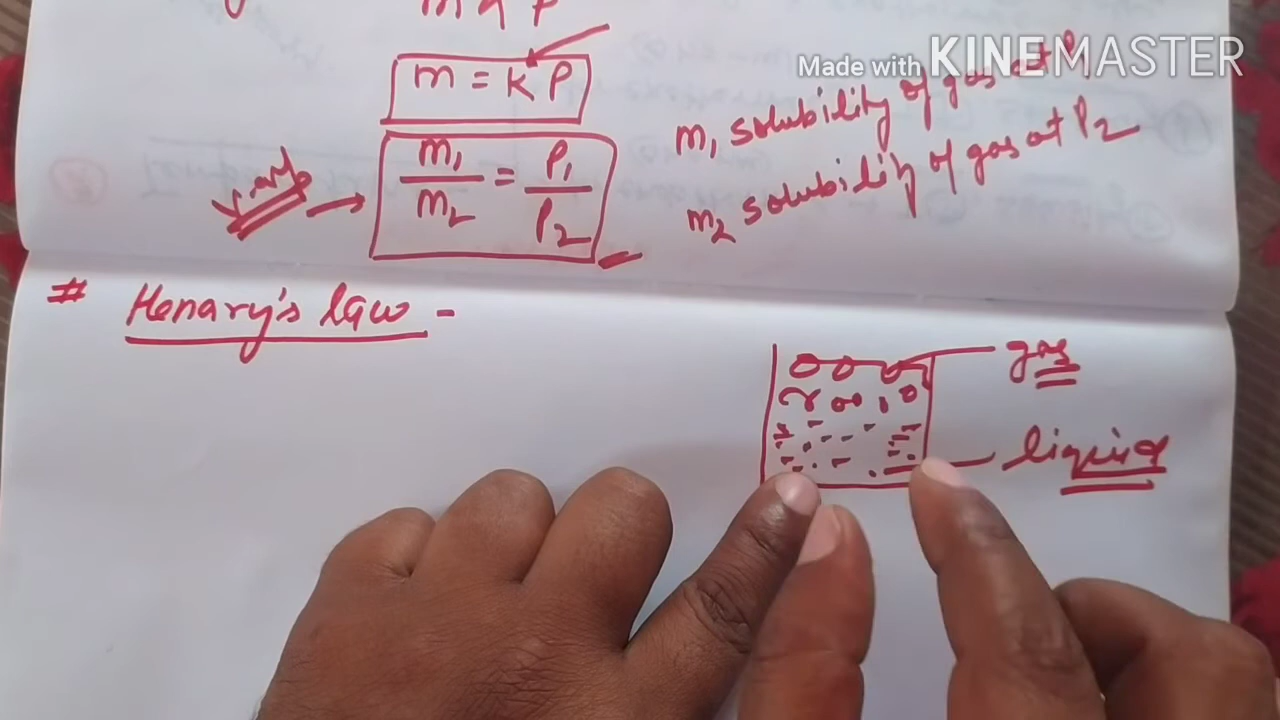 m ∝ P
Made with KINEMASTER
m = K P
m₁ solubility of gas at P₁
m₁/m₂ = P₁/P₂
m₂ solubility of gas at P₂
# Henary's law -
gas
liquid